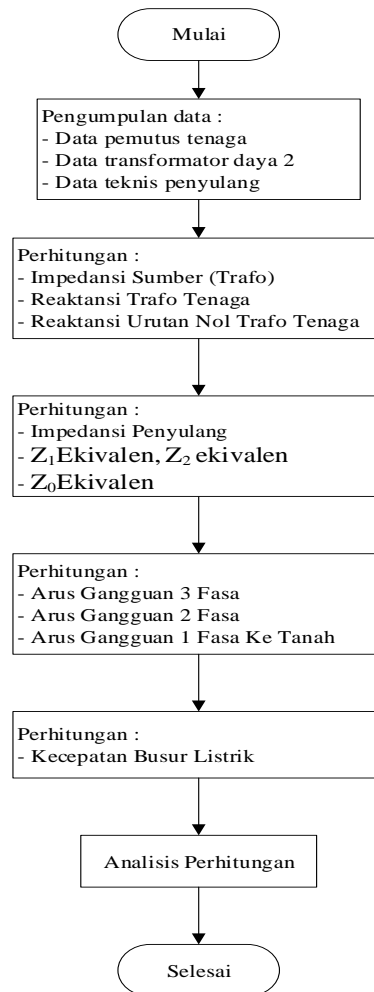 Mulai
Pengumpulan data :
- Data pemutus tenaga
- Data transformator daya 2
- Data teknis penyulang
Perhitungan :
- Impedansi Sumber (Trafo)
- Reaktansi Trafo Tenaga
- Reaktansi Urutan Nol Trafo Tenaga
Perhitungan :
- Impedansi Penyulang
- Z₁Ekivalen, Z₂ ekivalen
- Z₀Ekivalen
Perhitungan :
- Arus Gangguan 3 Fasa
- Arus Gangguan 2 Fasa
- Arus Gangguan 1 Fasa Ke Tanah
Perhitungan :
- Kecepatan Busur Listrik
Analisis Perhitungan
Selesai